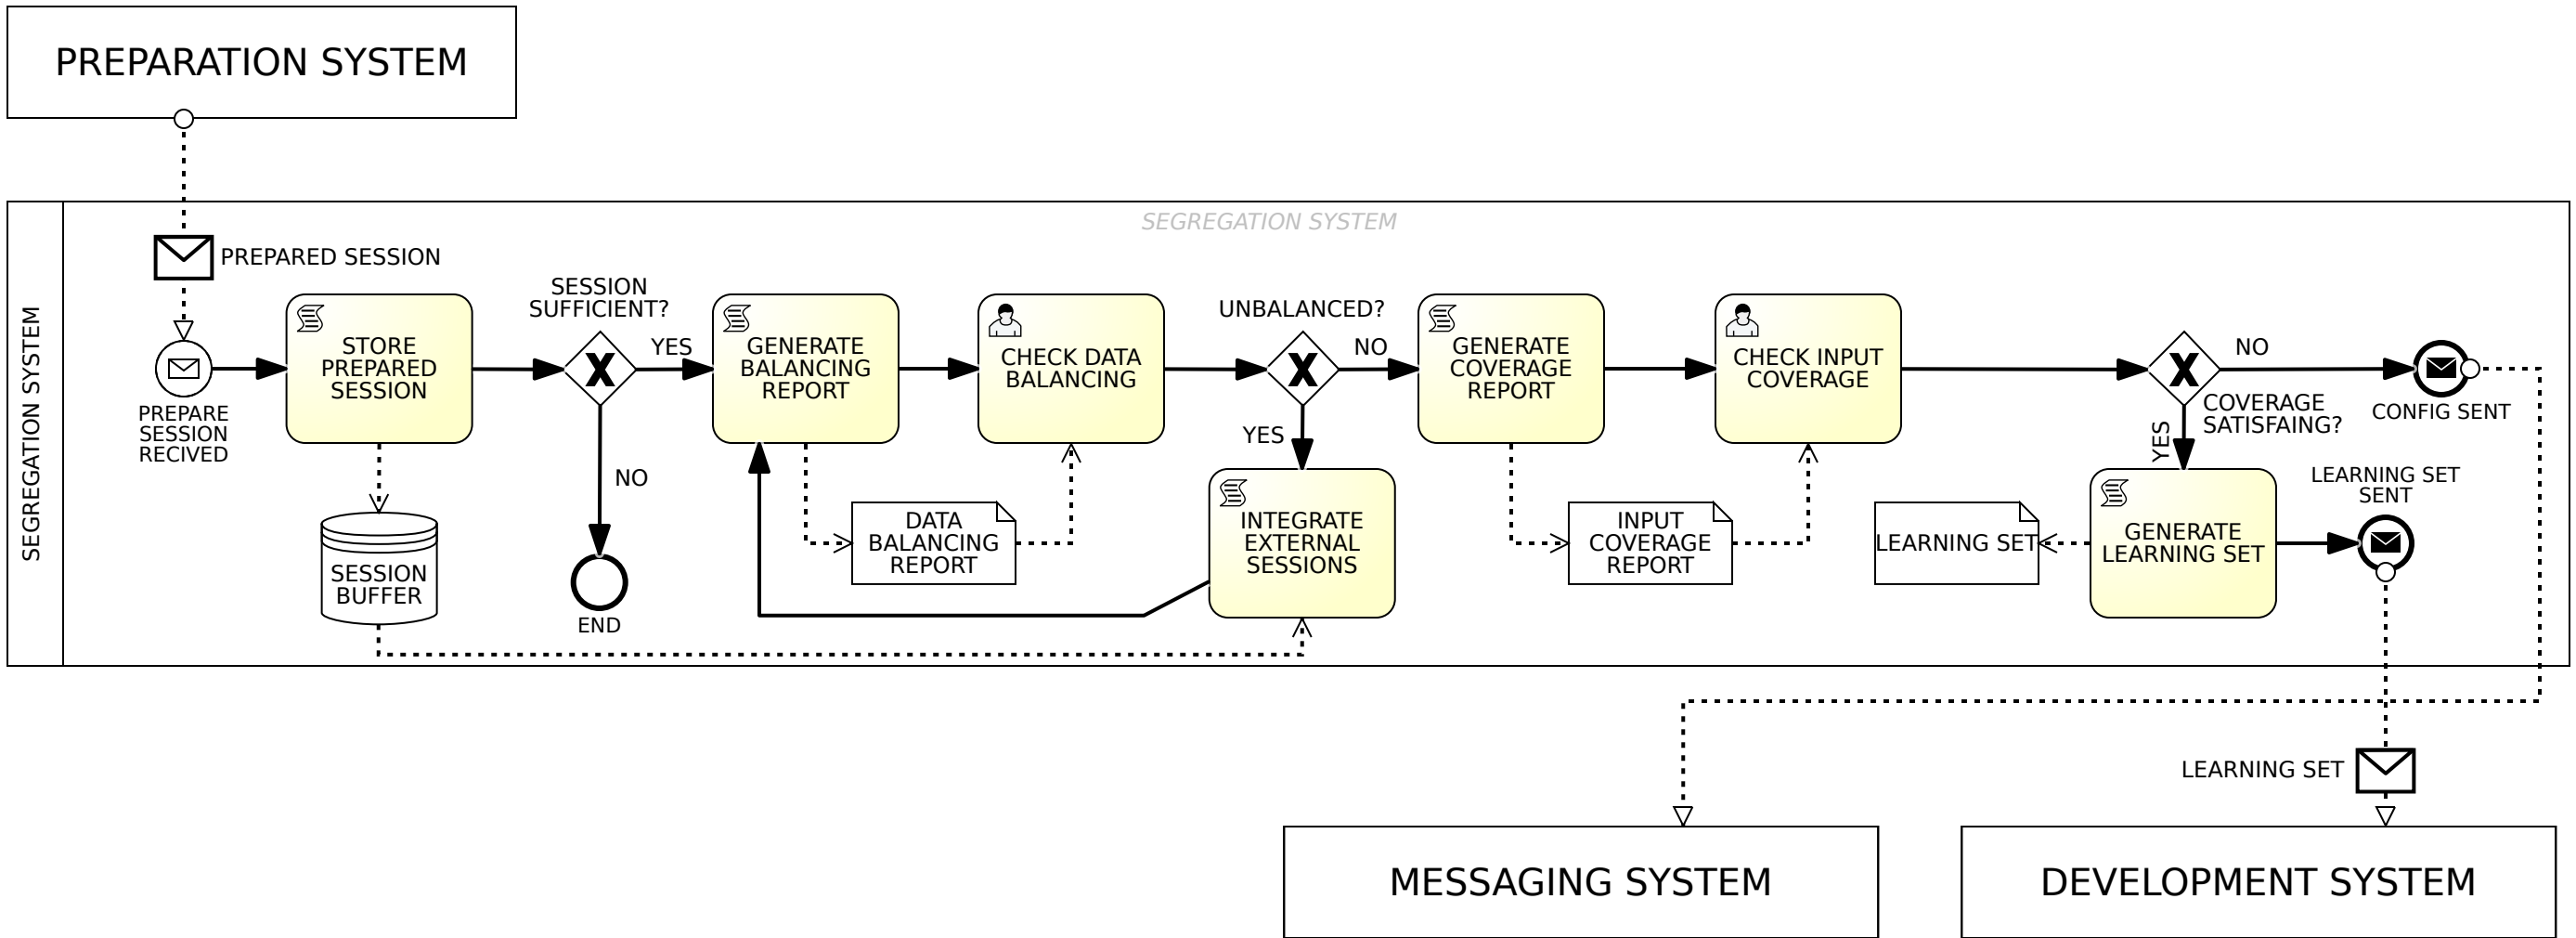 PREPARATION SYSTEM
SEGREGATION SYSTEM
SEGREGATION SYSTEM
PREPARED SESSION
PREPARE
SESSION
RECIVED
STORE
PREPARED
SESSION
SESSION
BUFFER
SESSION
SUFFICIENT?
YES
NO
END
GENERATE
BALANCING
REPORT
DATA
BALANCING
REPORT
CHECK DATA
BALANCING
UNBALANCED?
NO
YES
INTEGRATE
EXTERNAL
SESSIONS
GENERATE
COVERAGE
REPORT
INPUT
COVERAGE
REPORT
CHECK INPUT
COVERAGE
NO
COVERAGE
SATISFAING?
YES
CONFIG SENT
LEARNING SET
GENERATE
LEARNING SET
LEARNING SET
SENT
LEARNING SET
MESSAGING SYSTEM
DEVELOPMENT SYSTEM